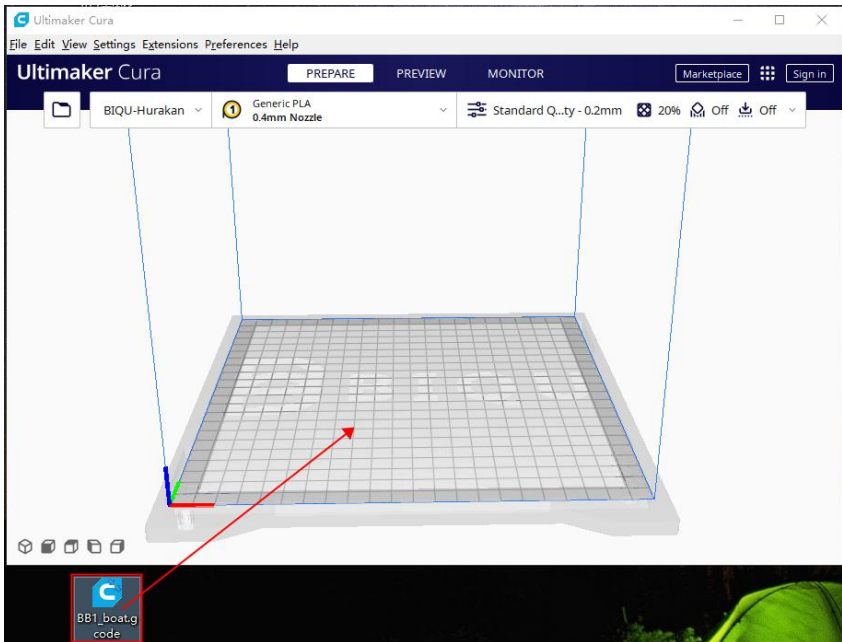 Ultimaker Cura
File Edit View Settings Extensions Preferences Help
Ultimaker Cura PREPARE PREVIEW MONITOR Marketplace Sign in
BIQU-Hurakan 1 Generic PLA Standard Q...ty - 0.2mm 20% Off Off
0.4mm Nozzle
BIQU
BB1_boat.g
code